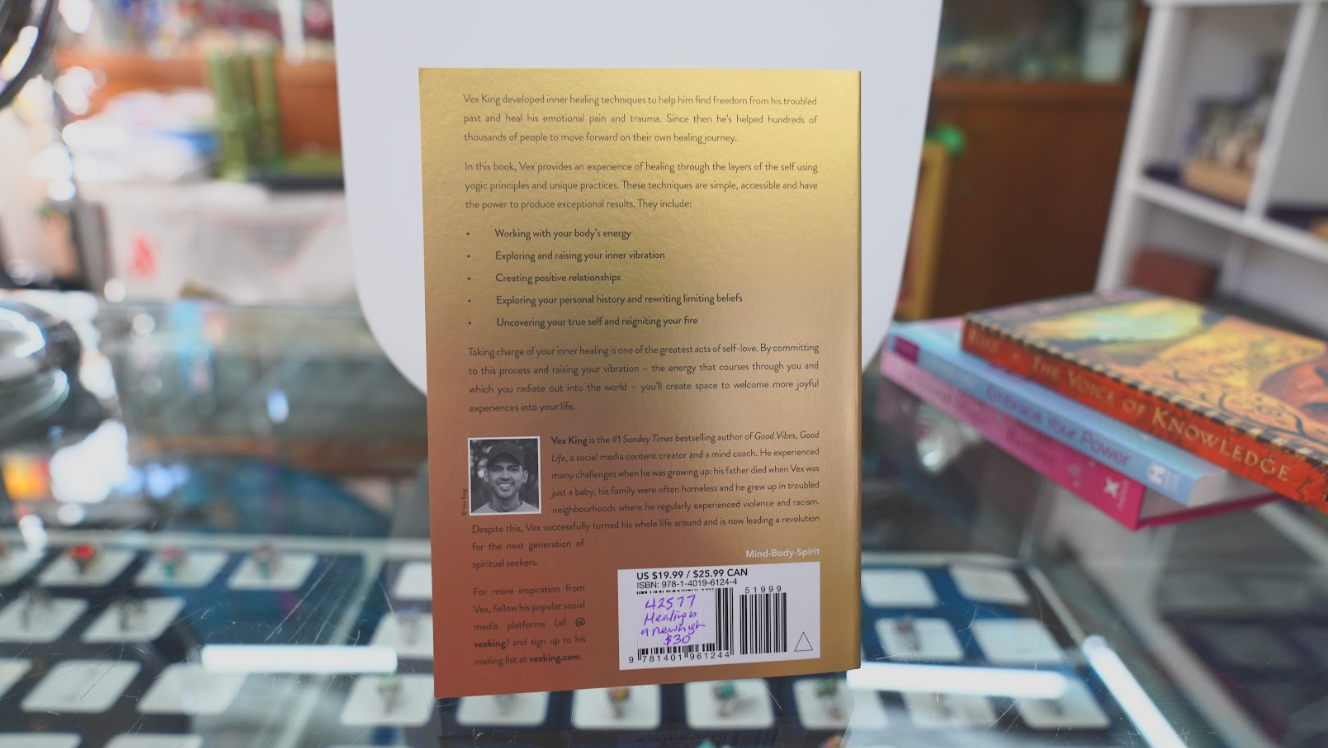 Vex King developed inner healing techniques to help him find freedom from his troubled
past and heal his emotional pain and trauma. Since then he's helped hundreds of
thousands of people to move forward on their own healing journey.
In this book, Vex provides an experience of healing through the layers of the self using
yogic principles and unique practices. These techniques are simple, accessible and have
the power to produce exceptional results. They include:
• Working with your body's energy
• Exploring and raising your inner vibration
• Creating positive relationships
• Exploring your personal history and rewriting limiting beliefs
• Uncovering your true self and reigniting your fire
Taking charge of your inner healing is one of the greatest acts of self-love. By committing
to this process and raising your vibration – the energy that courses through you and
which you radiate out into the world – you'll create space to welcome more joyful
experiences into your life.
Vex King is the #1 Sunday Times bestselling author of Good Vibes, Good
Life, a social media content creator and a mind coach. He experienced
many challenges when he was growing up: his father died when Vex was
just a baby, his family were often homeless and he grew up in troubled
neighbourhoods where he regularly experienced violence and racism.
Despite this, Vex successfully turned his whole life around and is now leading a revolution
for the next generation of
spiritual seekers.
For more inspiration from
Vex, follow his popular social
media platforms (all @
vexking) and sign up to his
mailing list at vexking.com.
Mind-Body-Spirit
US $19.99 / $25.99 CAN
ISBN: 978-1-4019-6124-4
51999
42577
Healing is
a new high
$30
9 781401 961244
RUIZ • THE VOICE OF KNOWLEDGE
Embrace Your Power